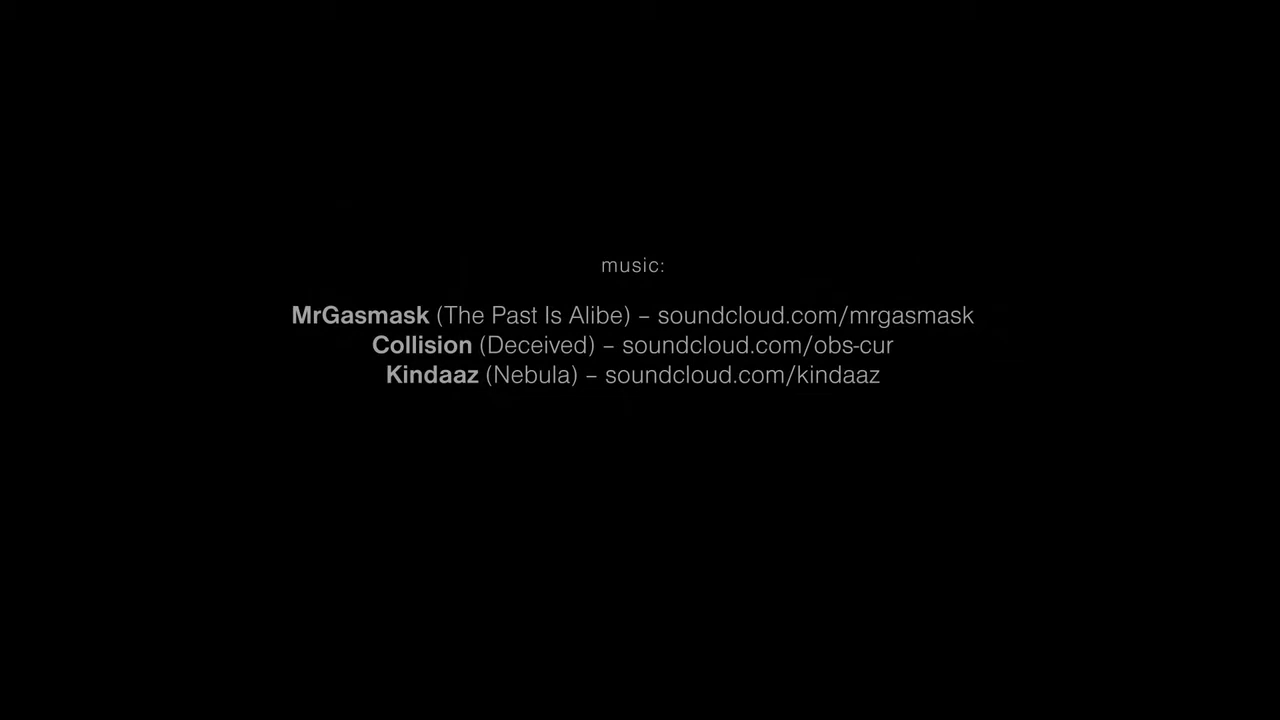 music:
MrGasmask (The Past Is Alibe) – soundcloud.com/mrgasmask
Collision (Deceived) – soundcloud.com/obs-cur
Kindaaz (Nebula) – soundcloud.com/kindaaz